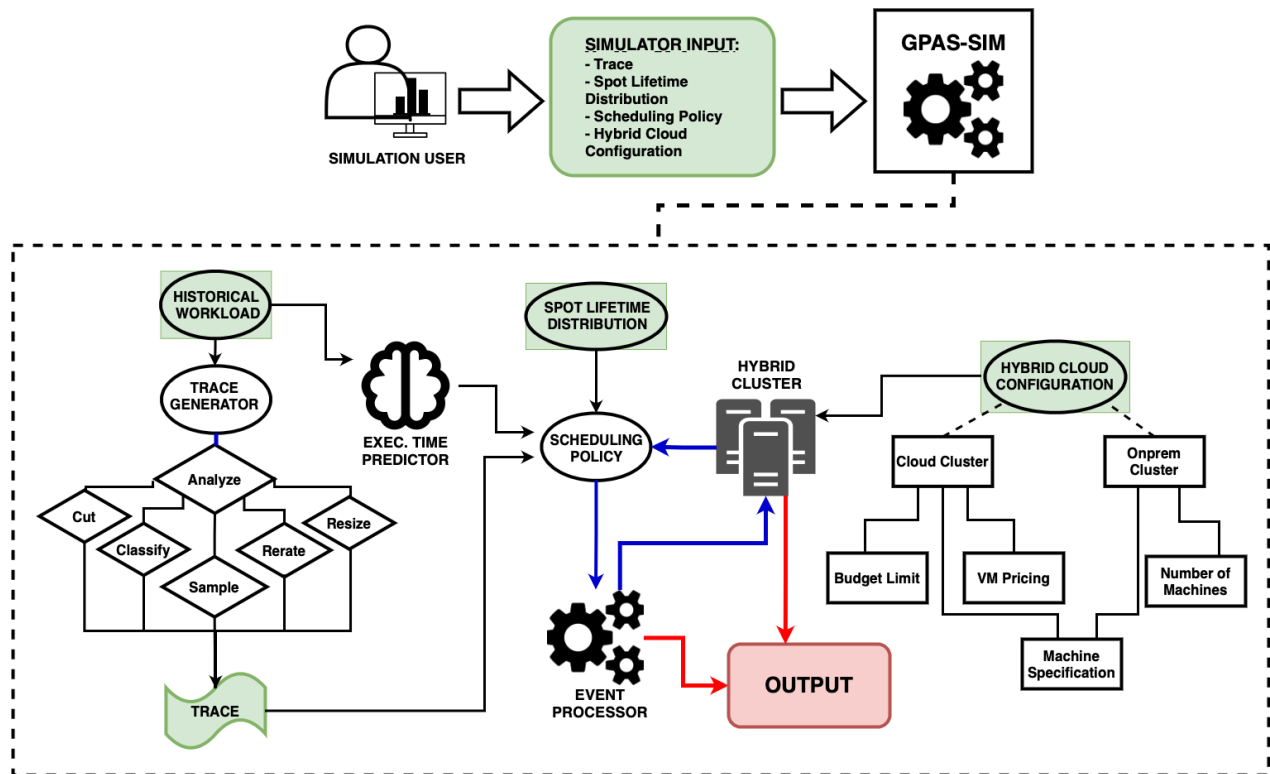 SIMULATION USER
SIMULATOR INPUT:
- Trace
- Spot Lifetime
Distribution
- Scheduling Policy
- Hybrid Cloud
Configuration
GPAS-SIM
HISTORICAL
WORKLOAD
TRACE
GENERATOR
Analyze
Cut
Classify
Sample
Rerate
Resize
TRACE
EXEC. TIME
PREDICTOR
SPOT LIFETIME
DISTRIBUTION
SCHEDULING
POLICY
EVENT
PROCESSOR
HYBRID
CLUSTER
OUTPUT
HYBRID CLOUD
CONFIGURATION
Cloud Cluster
Onprem
Cluster
Budget Limit
VM Pricing
Number of
Machines
Machine
Specification